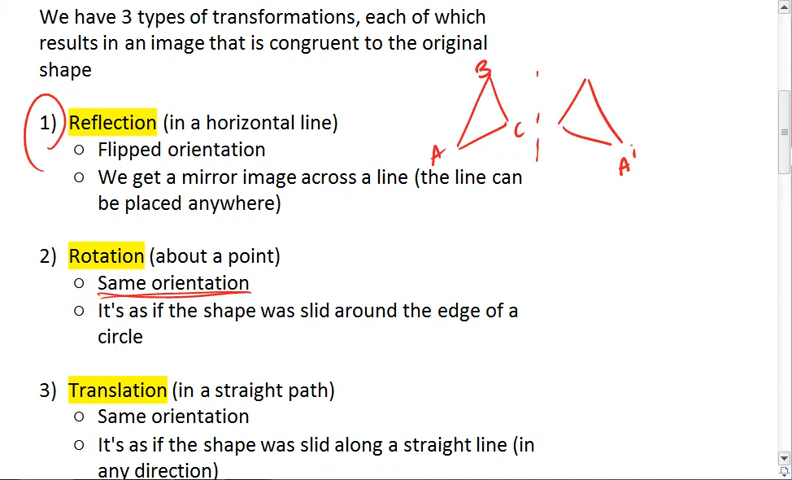 We have 3 types of transformations, each of which
results in an image that is congruent to the original
shape
B
1) Reflection (in a horizontal line)
C
A
A'
○ Flipped orientation
○ We get a mirror image across a line (the line can
be placed anywhere)
2) Rotation (about a point)
○ Same orientation
○ It's as if the shape was slid around the edge of a
circle
3) Translation (in a straight path)
○ Same orientation
○ It's as if the shape was slid along a straight line (in
any direction)